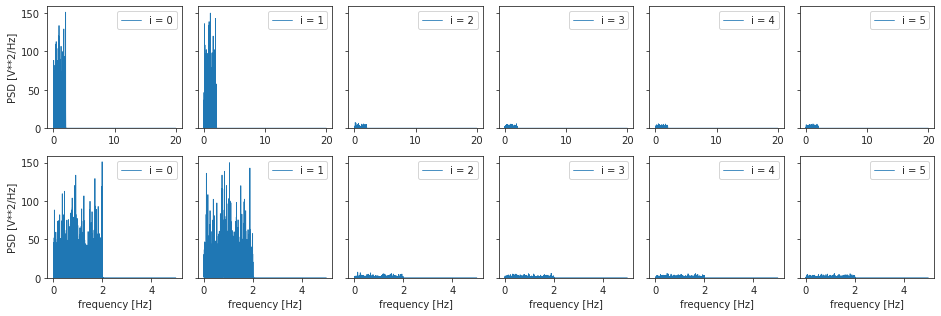 PSD [V**2/Hz]
150
100
50
0
i = 0
i = 1
i = 2
i = 3
i = 4
i = 5
0 10 20 0 10 20 0 10 20 0 10 20 0 10 20 0 10 20
PSD [V**2/Hz]
150
100
50
0
i = 0
i = 1
i = 2
i = 3
i = 4
i = 5
0 2 4 0 2 4 0 2 4 0 2 4 0 2 4 0 2 4
frequency [Hz] frequency [Hz] frequency [Hz] frequency [Hz] frequency [Hz] frequency [Hz]